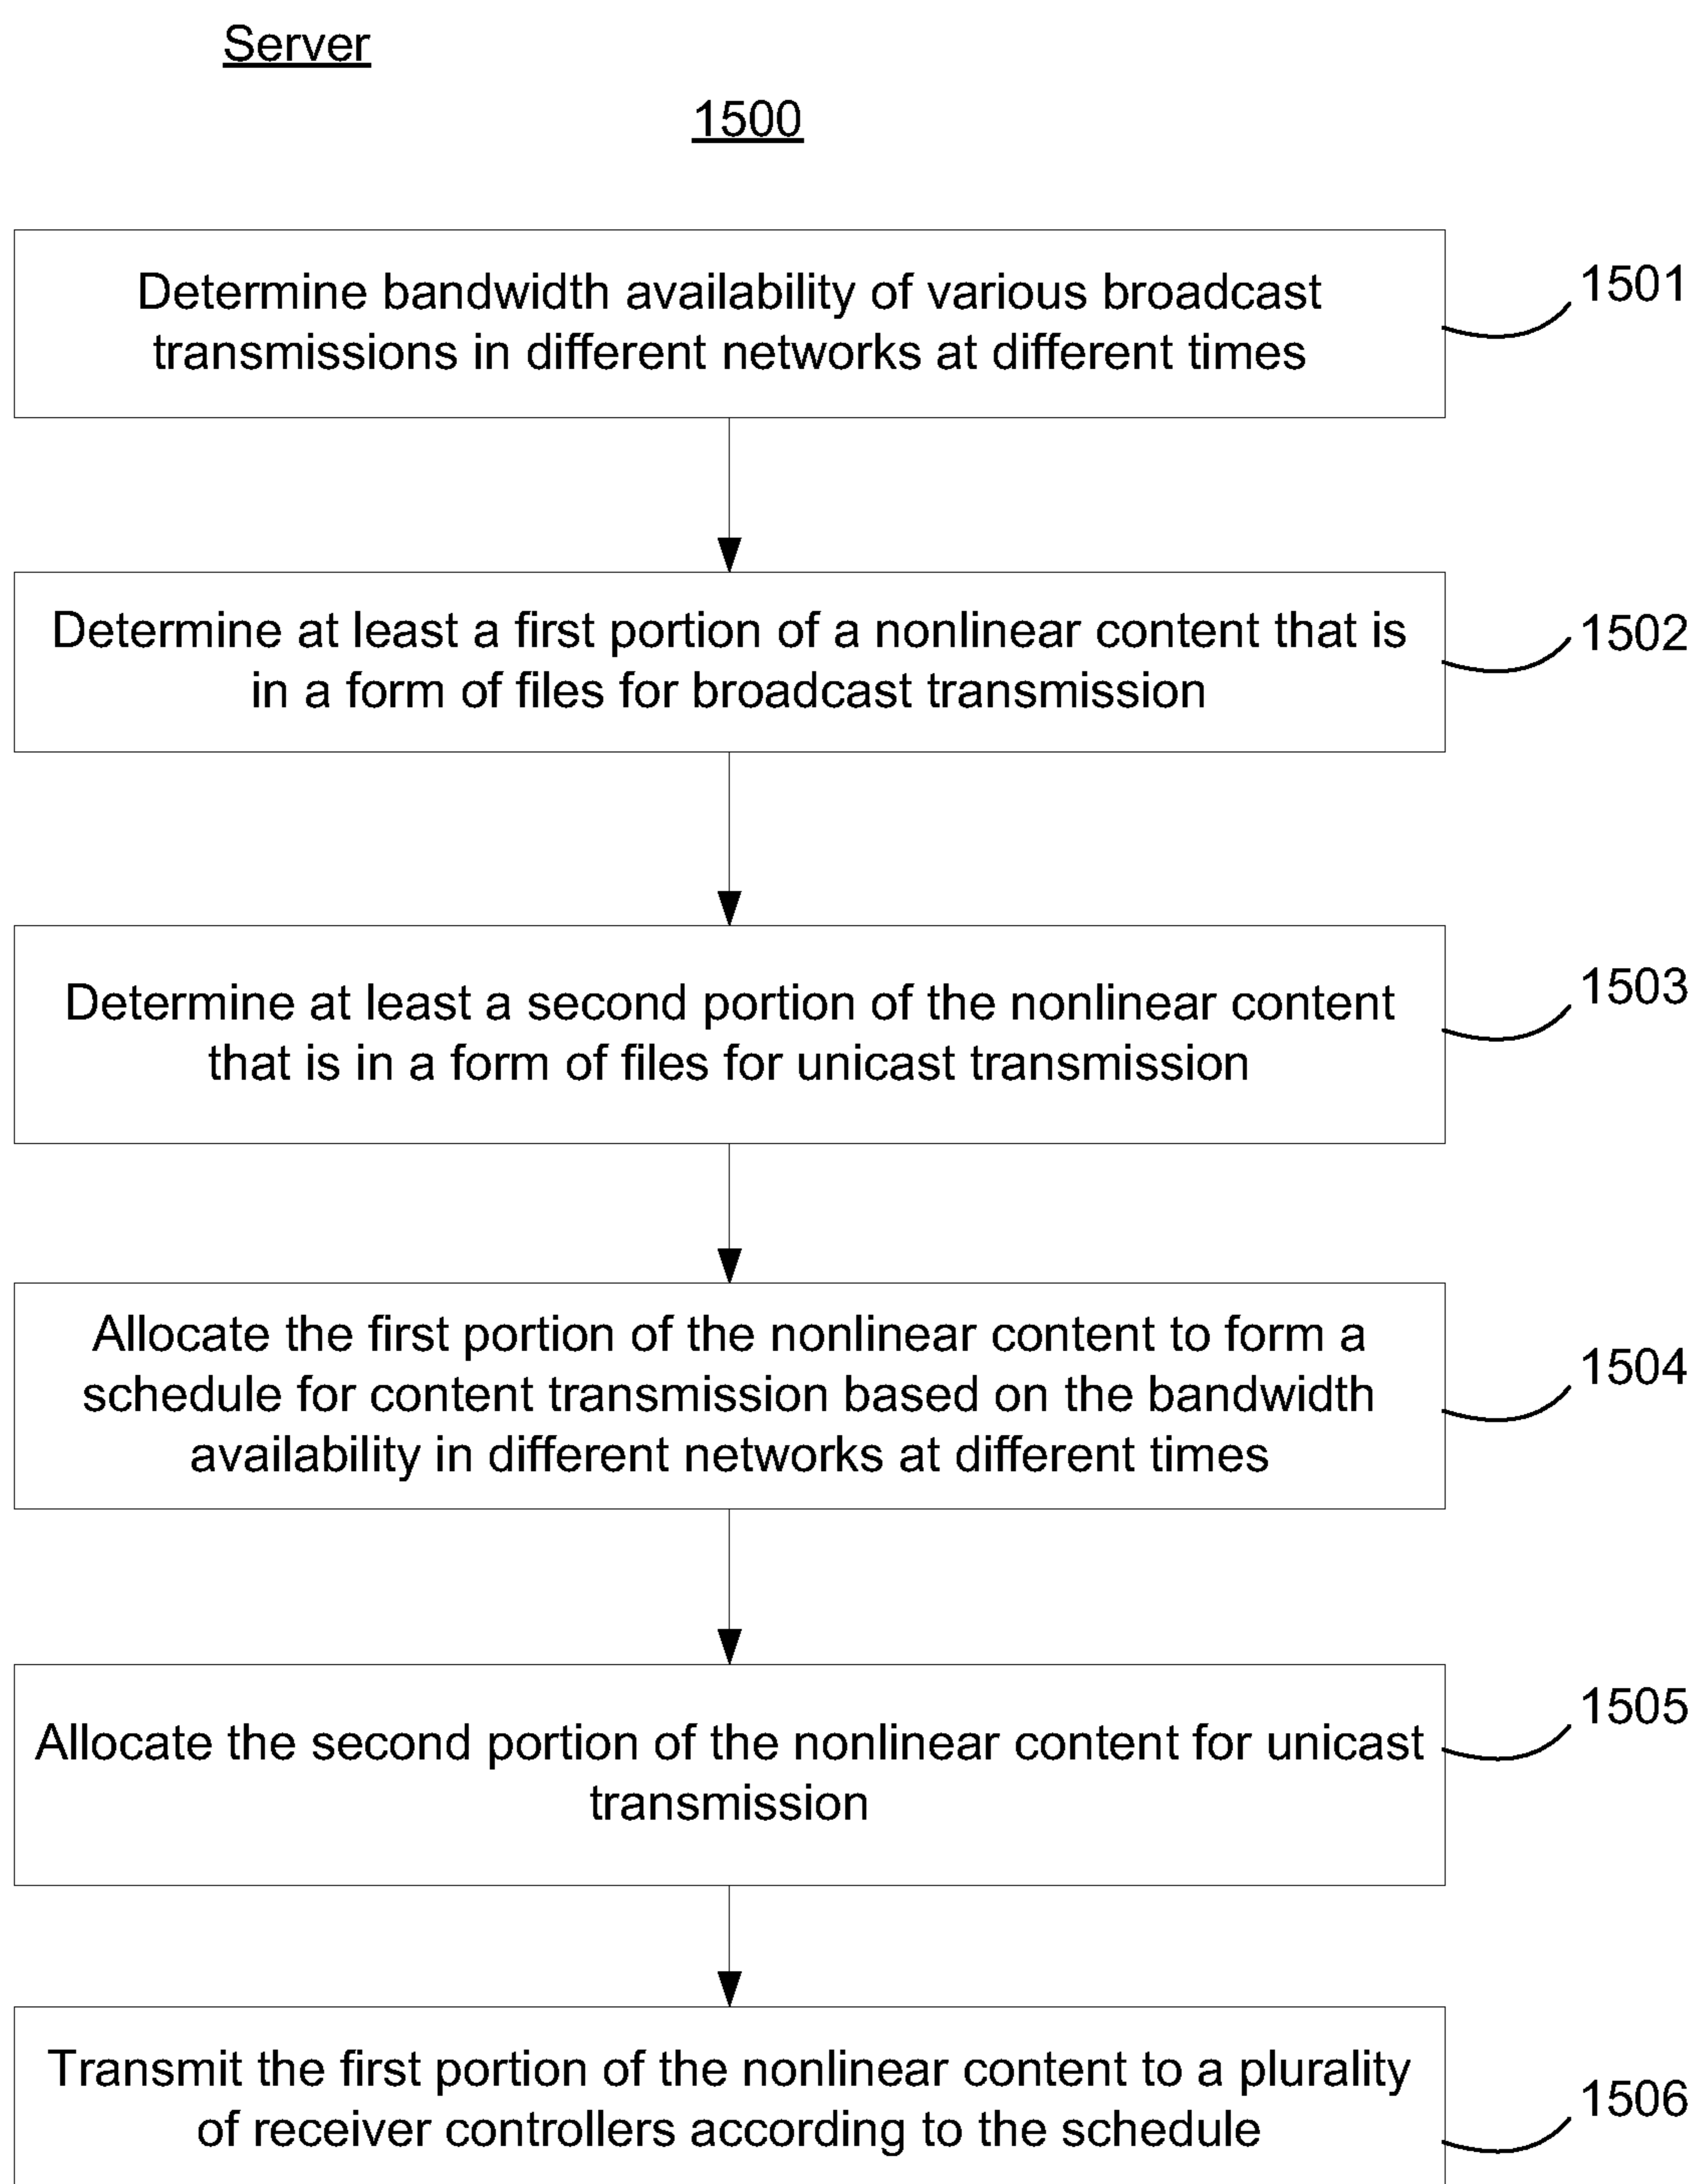 Server
1500
Determine bandwidth availability of various broadcast
transmissions in different networks at different times
1501
Determine at least a first portion of a nonlinear content that is
in a form of files for broadcast transmission
1502
Determine at least a second portion of the nonlinear content
that is in a form of files for unicast transmission
1503
Allocate the first portion of the nonlinear content to form a
schedule for content transmission based on the bandwidth
availability in different networks at different times
1504
Allocate the second portion of the nonlinear content for unicast
transmission
1505
Transmit the first portion of the nonlinear content to a plurality
of receiver controllers according to the schedule
1506